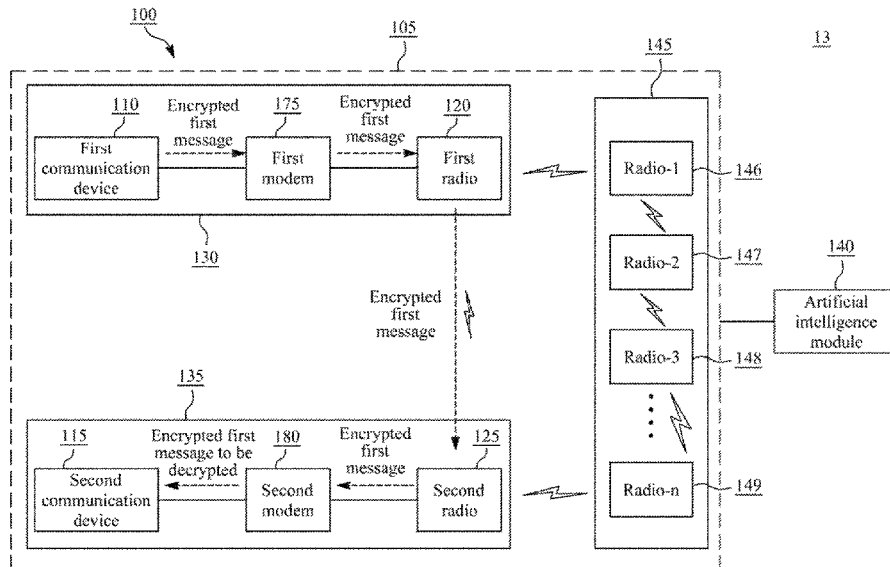 100
105
145
13
110
Encrypted
first
message
175
Encrypted
first
message
120
First
communication
device
First
modem
First
radio
130
Radio-1
146
Radio-2
147
Radio-3
148
Radio-n
149
140
Artificial
intelligence
module
Encrypted
first
message
135
115
Encrypted first
message to be
decrypted
180
Encrypted
first
message
125
Second
communication
device
Second
modem
Second
radio